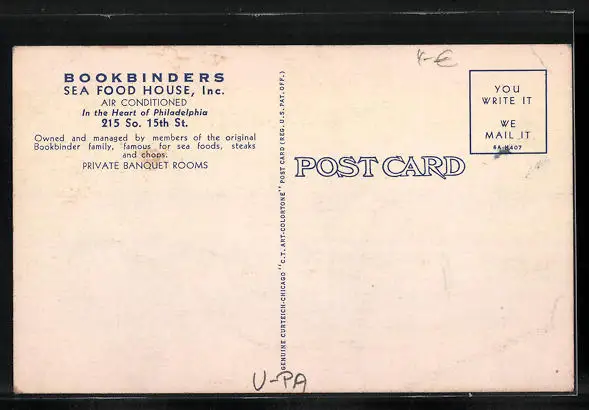 BOOKBINDERS
SEA FOOD HOUSE, Inc.
AIR CONDITIONED
In the Heart of Philadelphia
215 So. 15th St.
Owned and managed by members of the original
Bookbinder family, famous for sea foods, steaks
and chops.
PRIVATE BANQUET ROOMS
GENUINE CURTEICH-CHICAGO "C.T. ART-COLORTONE" POST CARD (REG. U.S. PAT. OFF.)
POST CARD
4-€
YOU
WRITE IT
WE
MAIL IT
6A-H407
U-PA